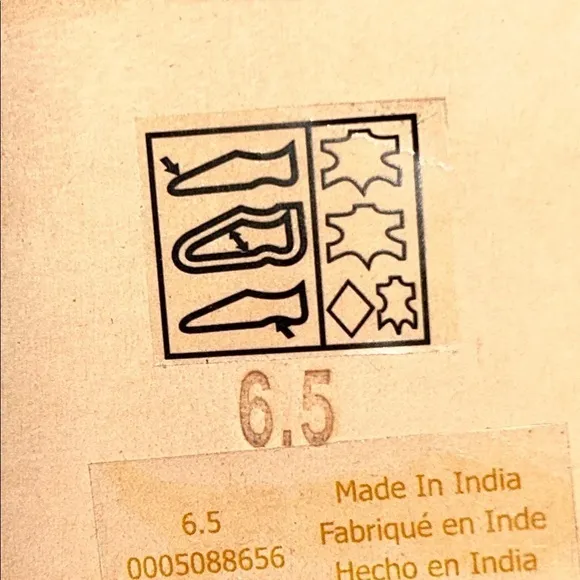 6.5
6.5
0005088656
Made In India
Fabriqué en Inde
Hecho en India